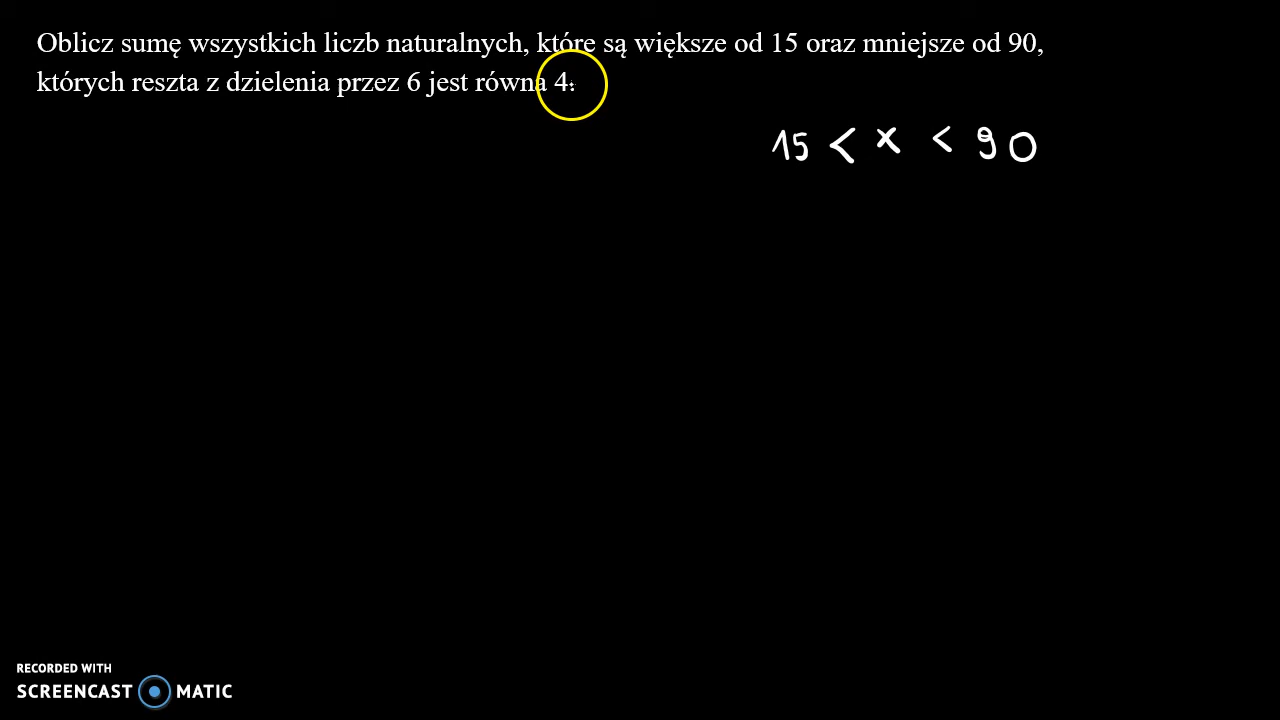 Oblicz sumę wszystkich liczb naturalnych, które są większe od 15 oraz mniejsze od 90,
których reszta z dzielenia przez 6 jest równa 4.
15 < x < 90
RECORDED WITH
SCREENCAST MATIC